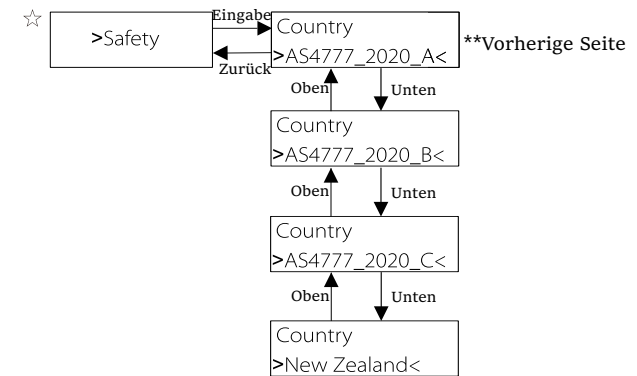 ☆
>Safety
Eingabe
Zurück
Country
>AS4777_2020_A<
**Vorherige Seite
Oben
Unten
Country
>AS4777_2020_B<
Oben
Unten
Country
>AS4777_2020_C<
Oben
Unten
Country
>New Zealand<